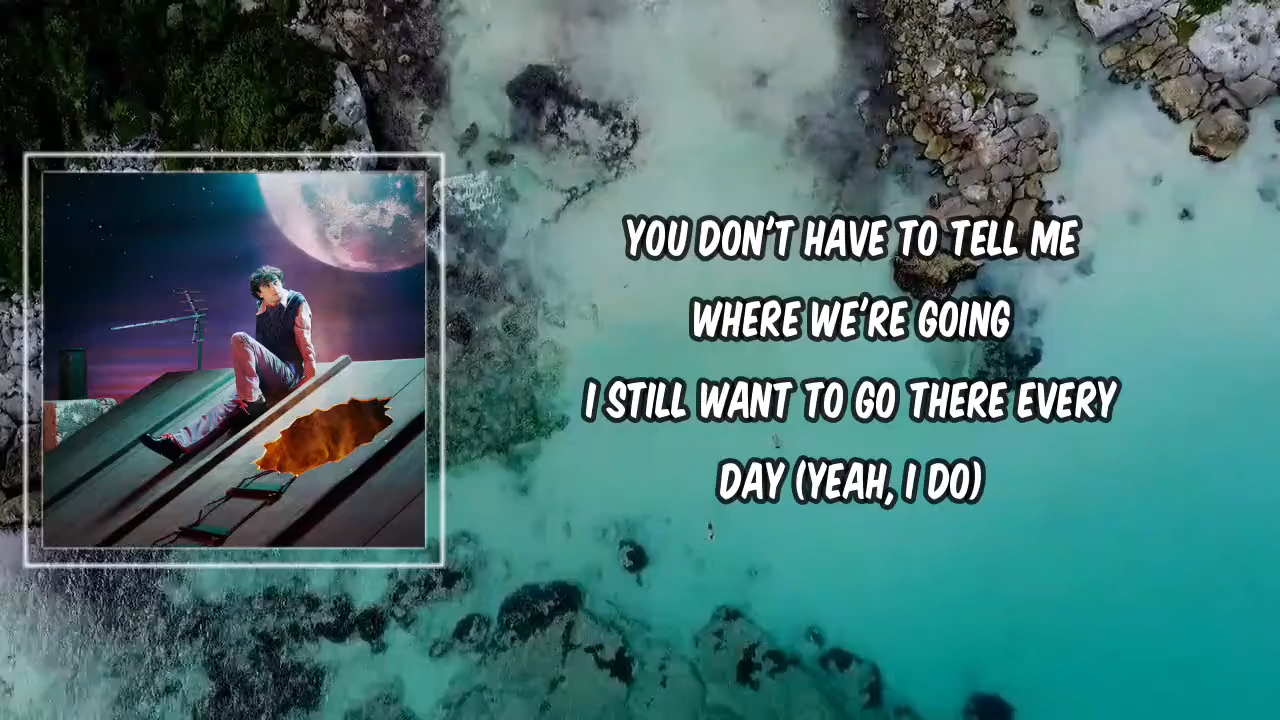 YOU DON'T HAVE TO TELL ME
WHERE WE'RE GOING
I STILL WANT TO GO THERE EVERY
DAY (YEAH, I DO)